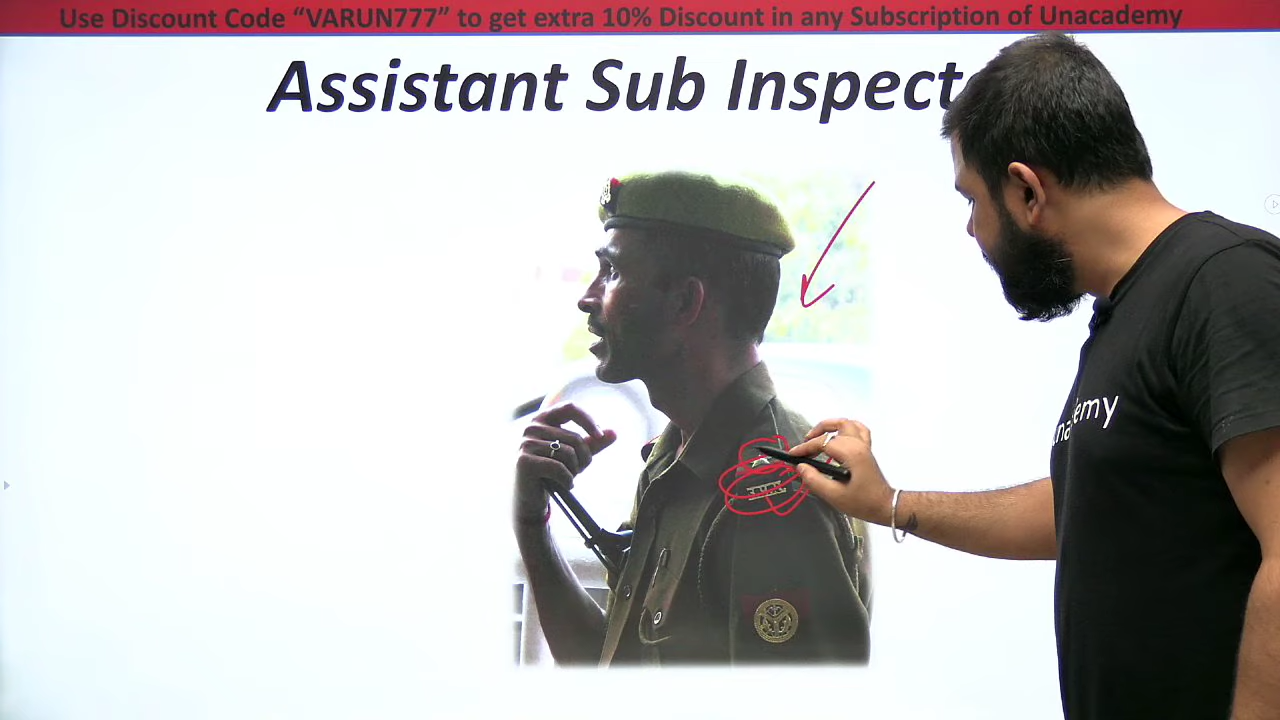 Use Discount Code “VARUN777” to get extra 10% Discount in any Subscription of Unacademy
Assistant Sub Inspect